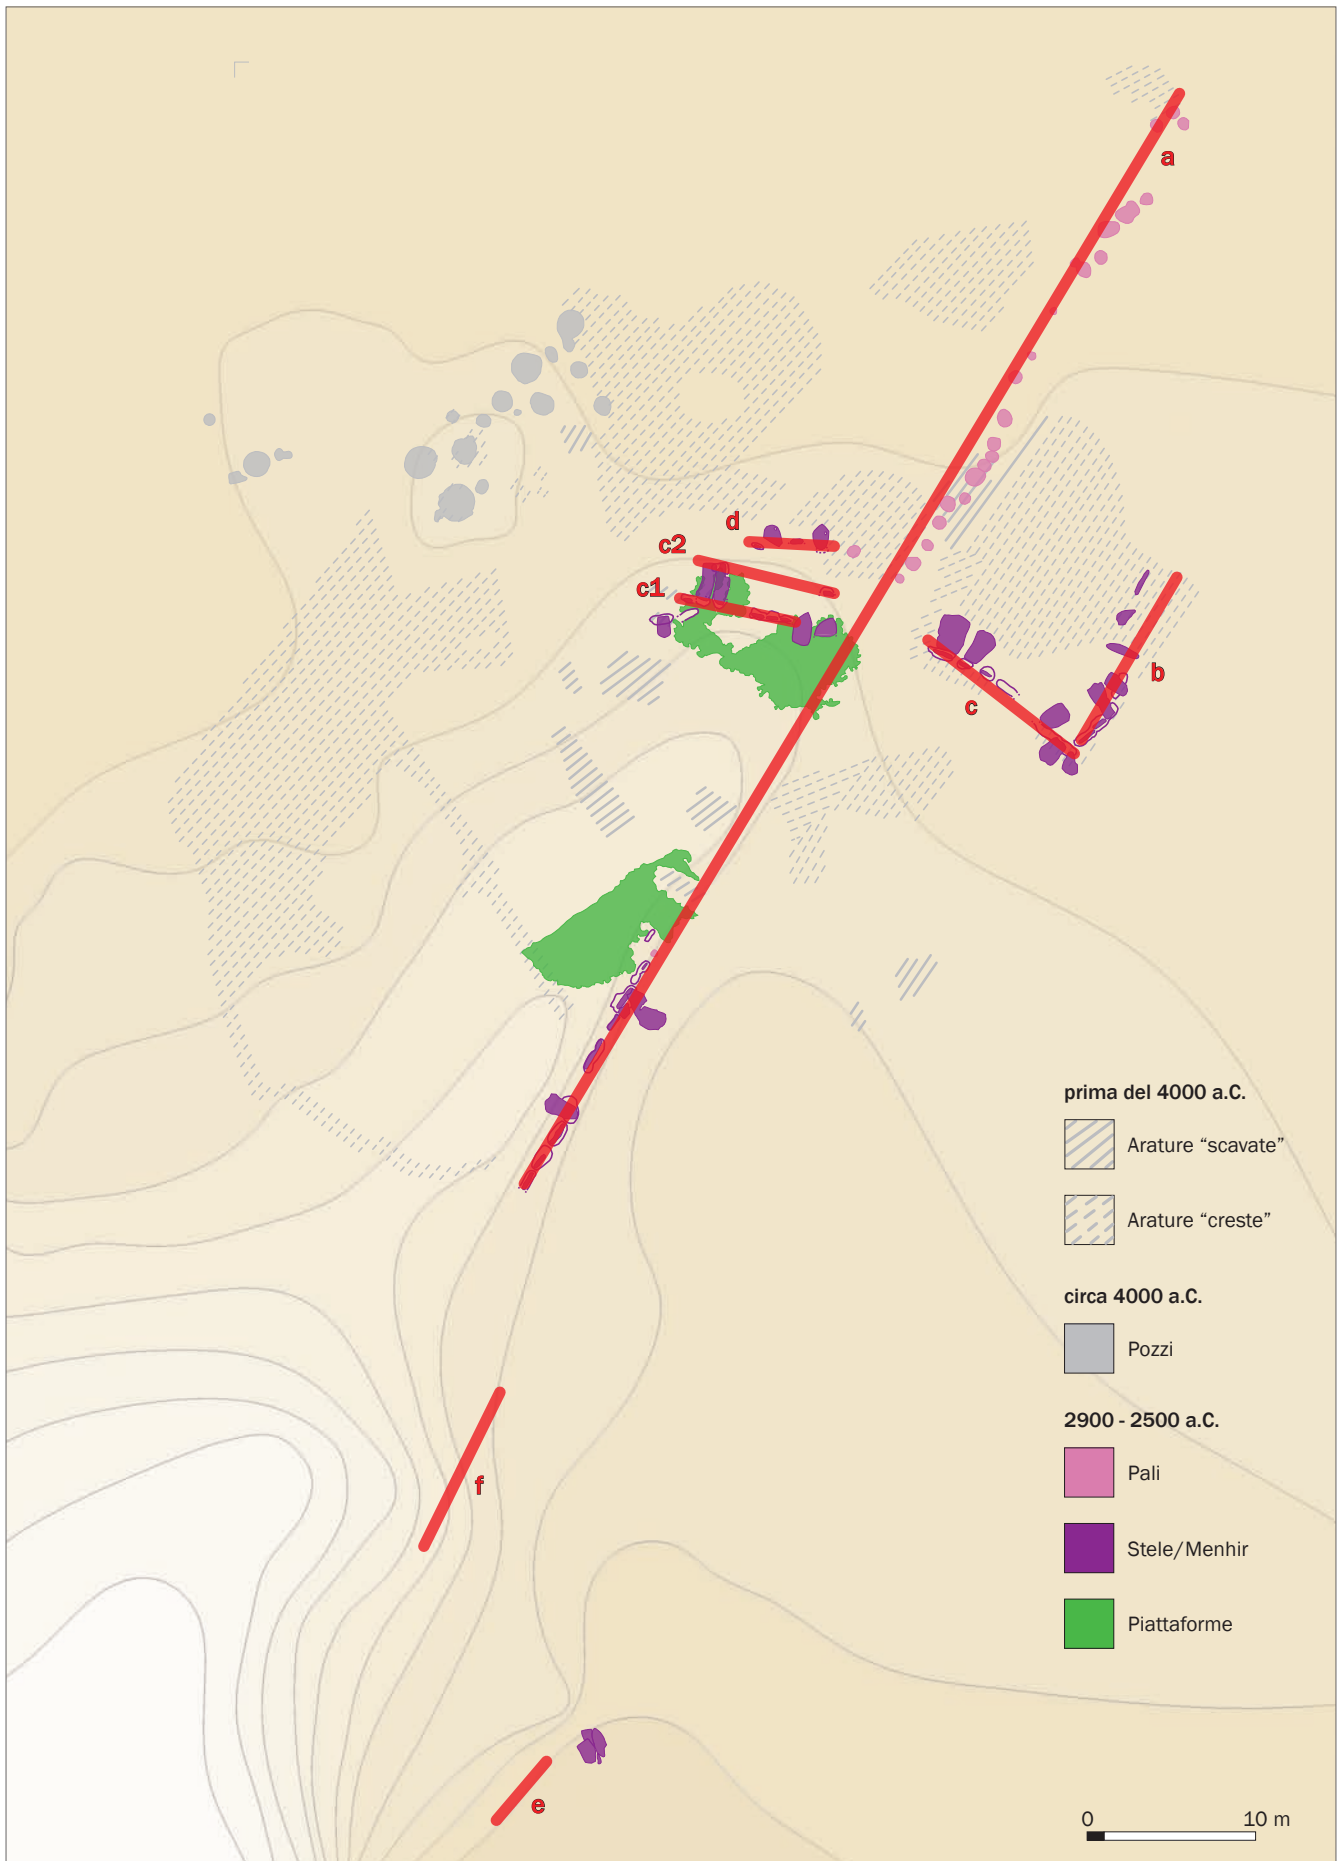 a
d
c2
c1
b
c
prima del 4000 a.C.
Arature “scavate”
Arature “creste”
circa 4000 a.C.
Pozzi
2900 - 2500 a.C.
Pali
f
Stele/Menhir
Piattaforme
e
0 10 m